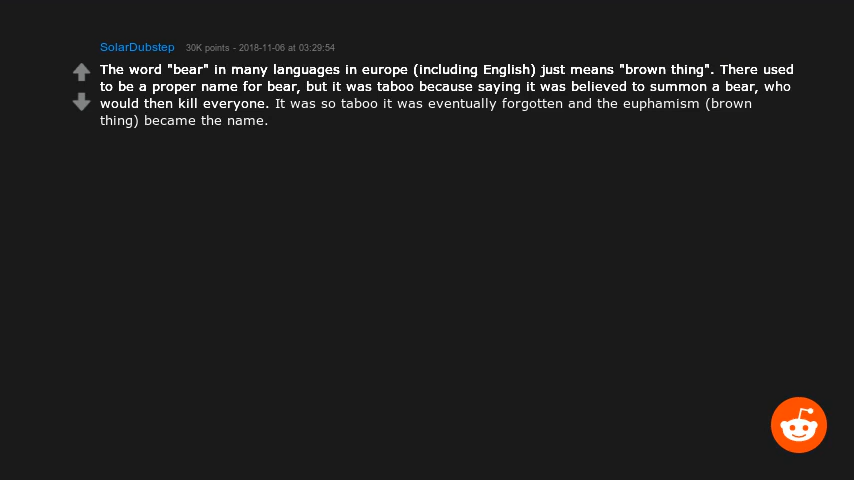 SolarDubstep 30K points - 2018-11-06 at 03:29:54
The word "bear" in many languages in europe (including English) just means "brown thing". There used
to be a proper name for bear, but it was taboo because saying it was believed to summon a bear, who
would then kill everyone. It was so taboo it was eventually forgotten and the euphamism (brown
thing) became the name.